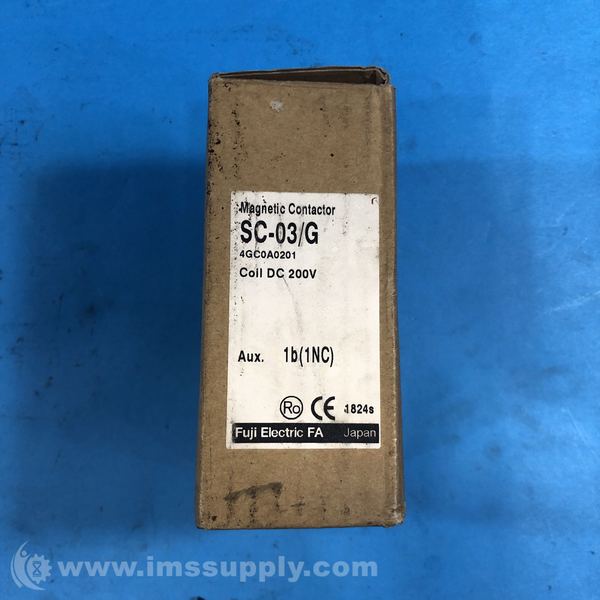 Magnetic Contactor
SC-03/G
4GC0A0201
Coil DC 200V
Aux. 1b(1NC)
Ro CE 1824s
Fuji Electric FA Japan
www.imssupply.com